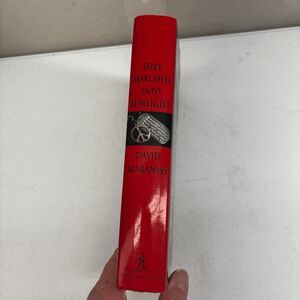 THEY
MARCHED
INTO
SUNLIGHT
DAVID
MARANISS